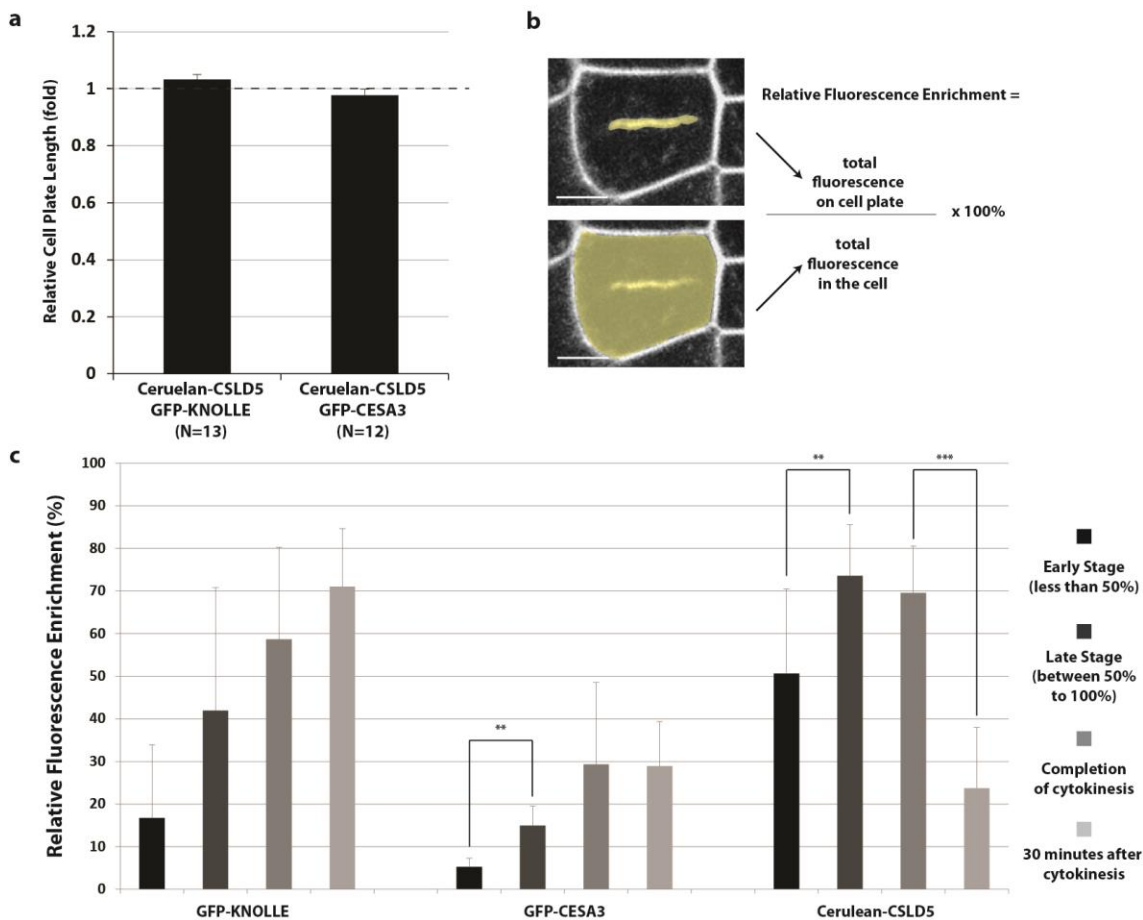 a
1.2
1
0.8
0.6
0.4
0.2
0
Relative Cell Plate Length (fold)
Ceruelan-CSLD5
GFP-KNOLLE
(N=13)
Ceruelan-CSLD5
GFP-CESA3
(N=12)
b
Relative Fluorescence Enrichment =
total
fluorescence
on cell plate
x 100%
total
fluorescence
in the cell
c
100
90
80
70
60
50
40
30
20
10
0
Relative Fluorescence Enrichment (%)
**
**
***
GFP-KNOLLE
GFP-CESA3
Cerulean-CSLD5
Early Stage
(less than 50%)
Late Stage
(between 50%
to 100%)
Completion
of cytokinesis
30 minutes after
cytokinesis